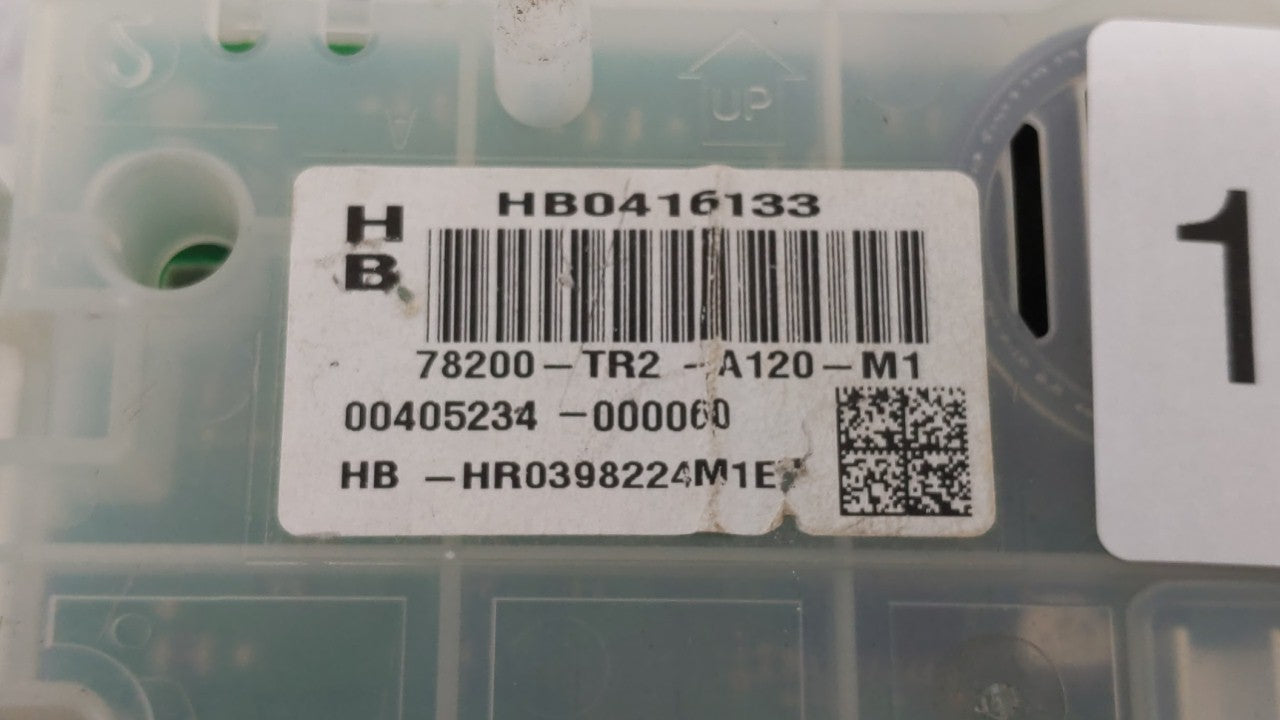 UP
HB0416133
H
B
78200-TR2 -A120-M1
00405234 -000060
HB -HR0398224M1E
1